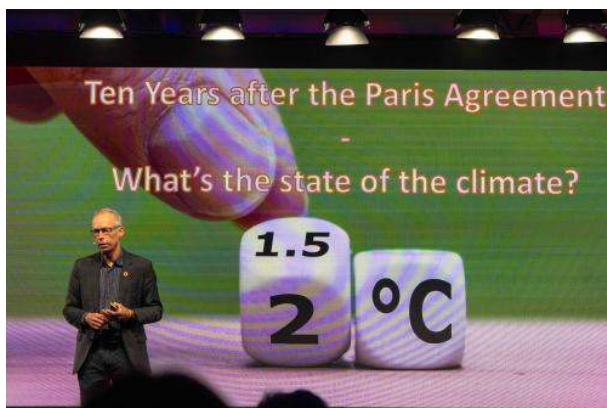 Ten Years after the Paris Agreement
-
What's the state of the climate?
1.5
2 °C